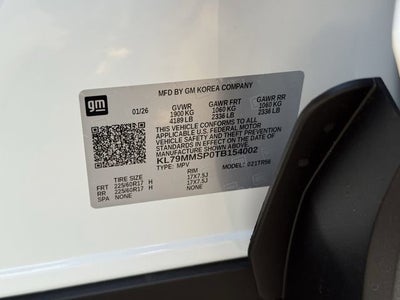 MFD BY GM KOREA COMPANY
gm
01/26
GVWR GAWR FRT GAWR RR
1900 KG 1060 KG 1060 KG
4189 LB 2336 LB 2336 LB
THIS VEHICLE CONFORMS TO ALL
APPLICABLE U.S. FEDERAL MOTOR
VEHICLE SAFETY AND THEFT PREVENTION
STANDARDS IN EFFECT ON THE DATE OF
MANUFACTURE SHOWN ABOVE.
KL79MMSP0TB154002
TYPE: MPV 021TR56
TIRE SIZE RIM
FRT 225/60R17 H 17X7.5J
RR 225/60R17 H 17X7.5J
SPA NONE NONE